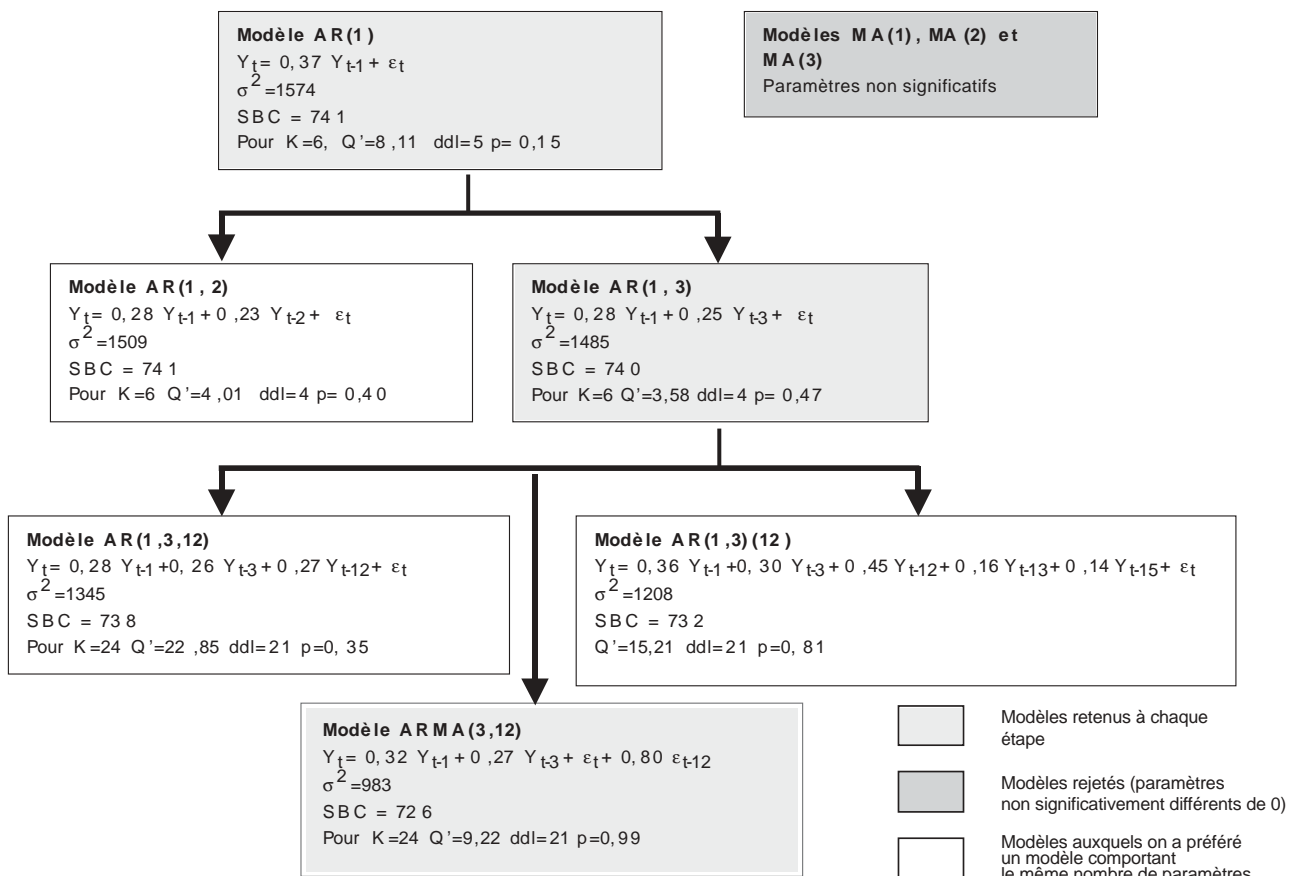 Modèle AR(1)
Yt= 0,37 Yt-1+ εt
σ2=1574
SBC = 741
Pour K=6, Q'=8,11 ddl=5 p= 0,15
Modèles MA(1), MA(2) et
MA(3)
Paramètres non significatifs
Modèle AR(1,2)
Yt= 0,28 Yt-1+0,23 Yt-2+ εt
σ2=1509
SBC = 741
Pour K=6 Q'=4,01 ddl=4 p= 0,40
Modèle AR(1,3)
Yt= 0,28 Yt-1+0,25 Yt-3+ εt
σ2=1485
SBC = 740
Pour K=6 Q'=3,58 ddl=4 p= 0,47
Modèle AR(1,3,12)
Yt= 0,28 Yt-1+0,26 Yt-3+0,27 Yt-12+ εt
σ2=1345
SBC = 738
Pour K=24 Q'=22,85 ddl=21 p=0,35
Modèle AR(1,3)(12)
Yt= 0,36 Yt-1+0,30 Yt-3+0,45 Yt-12+0,16 Yt-13+0,14 Yt-15+ εt
σ2=1208
SBC = 732
Q'=15,21 ddl=21 p=0,81
Modèle ARMA(3,12)
Yt= 0,32 Yt-1+0,27 Yt-3+ εt+ 0,80 εt-12
σ2=983
SBC = 726
Pour K=24 Q'=9,22 ddl=21 p=0,99
Modèles retenus à chaque
étape
Modèles rejetés (paramètres
non significativement différents de 0)
Modèles auxquels on a préféré
un modèle comportant
le même nombre de paramètres